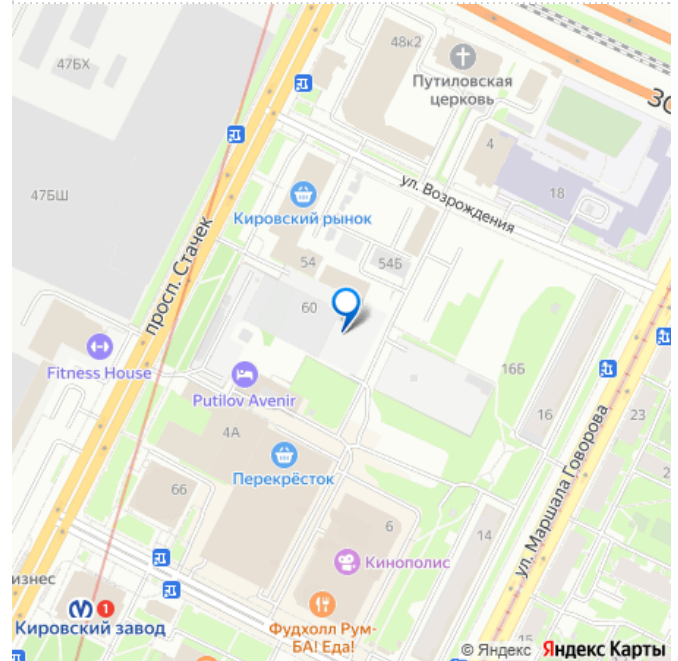 48к2
Путиловская
церковь
47БХ
4
18
ул. Возрождения
47БШ
Кировский рынок
просп. Стачек
54
54Б
60
Fitness House
Putilov Avenir
16Б
16
23
ул. Маршала Говорова
4А
Перекрёсток
66
6
14
Кинополис
изнес
1
Кировский завод
Фудхолл Рум-
БА! Еда!
15
© Яндекс Яндекс Карты